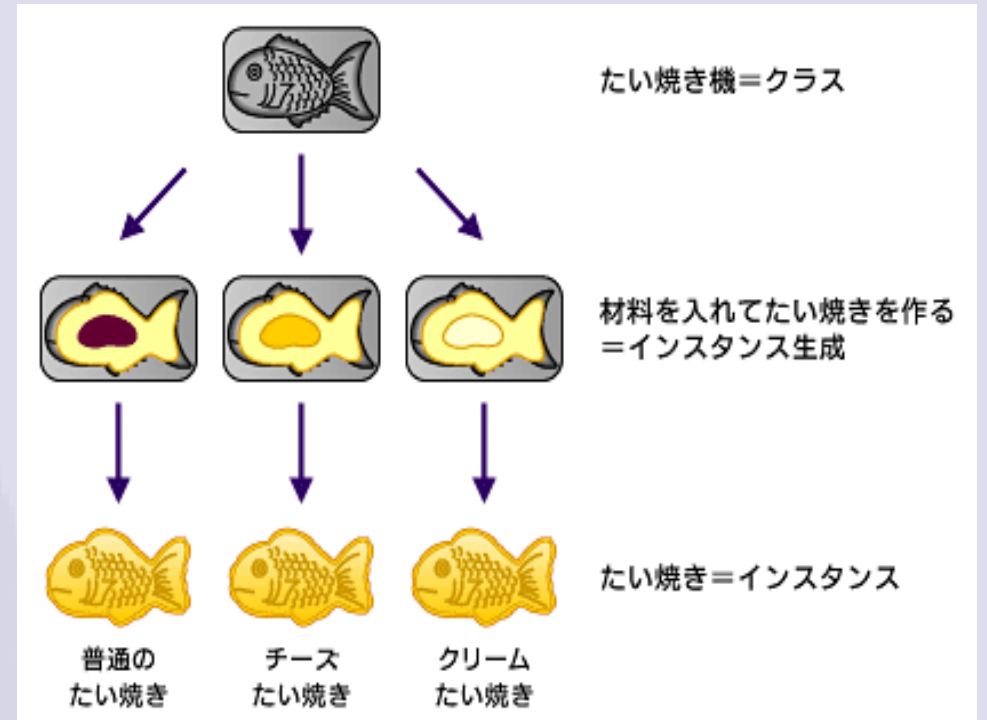 たい焼き機＝クラス
材料を入れてたい焼きを作る
＝インスタンス生成
たい焼き＝インスタンス
普通の
たい焼き
チーズ
たい焼き
クリーム
たい焼き